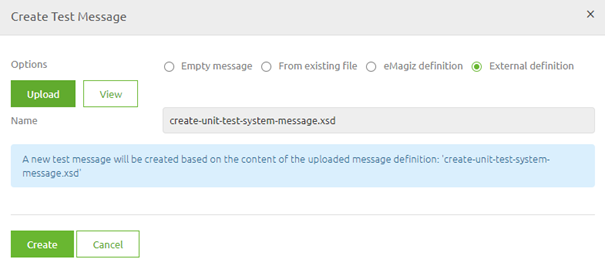 Create Test Message ×
Options Empty message From existing file eMagiz definition External definition
Upload View
Name create-unit-test-system-message.xsd
A new test message will be created based on the content of the uploaded message definition: 'create-unit-test-system-
message.xsd'
Create Cancel